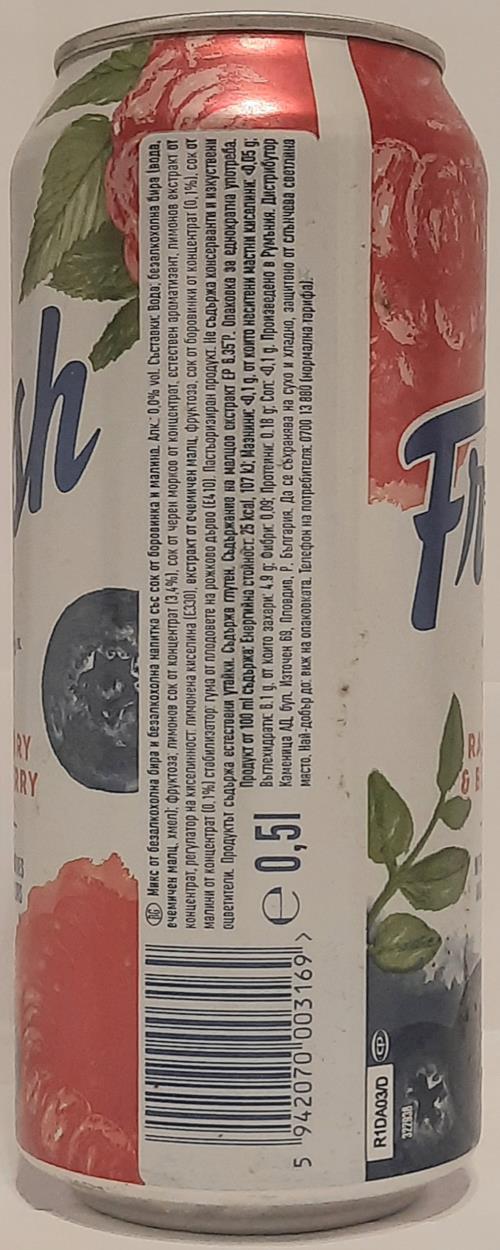 sh
RY
RRY
BG Микс от безалкохолна бира и безалкохолна напитка със сок от боровинка и малина. Алк.: 0,0% vol. Съставки: Вода; безалкохолна бира (вода,
ечемичен малц, хмел); фруктоза; лимонов сок от концентрат (3,4%), сок от черен морков от концентрат, естествен ароматизант, лимонов екстракт от
концентрат, регулатор на киселинност: лимонена киселина (E330), екстракт от ечемичен малц, фруктоза, сок от боровинки от концентрат (0,1%), сок от
малини от концентрат (0,1%) стабилизатор: гума от плодовете на рожково дърво (E410). Пастьоризиран продукт. Не съдържа консерванти и изкуствени
оцветители. Продуктът съдържа естествени утайки. Съдържа глутен. Съдържание на малцов екстракт EP 6.35°P. Опаковка за еднократна употреба.
Продукт от 100 ml съдържа: Енергийна стойност: 25 kcal, 107 kJ; Мазнини: <0,1 g, от които наситени мастни киселини: <0,05 g;
Въглехидрати: 6.1 g, от които захари: 4.9 g; Фибри: 0,09; Протеини: 0.18 g; Сол: <0,1 g. Произведено в Румъния. Дистрибутор
Каменица АД, бул. Източен 69, Пловдив, Р. България. Да се съхранява на сухо и хладно, защитено от слънчева светлина
място. Най-добър до: виж на опаковката. Телефон на потребителя: 0700 13 880 (нормална тарифа).
e 0,5l
5 942070 003169 >
Fr
RA
& B
CP
R1DA03/D
322838